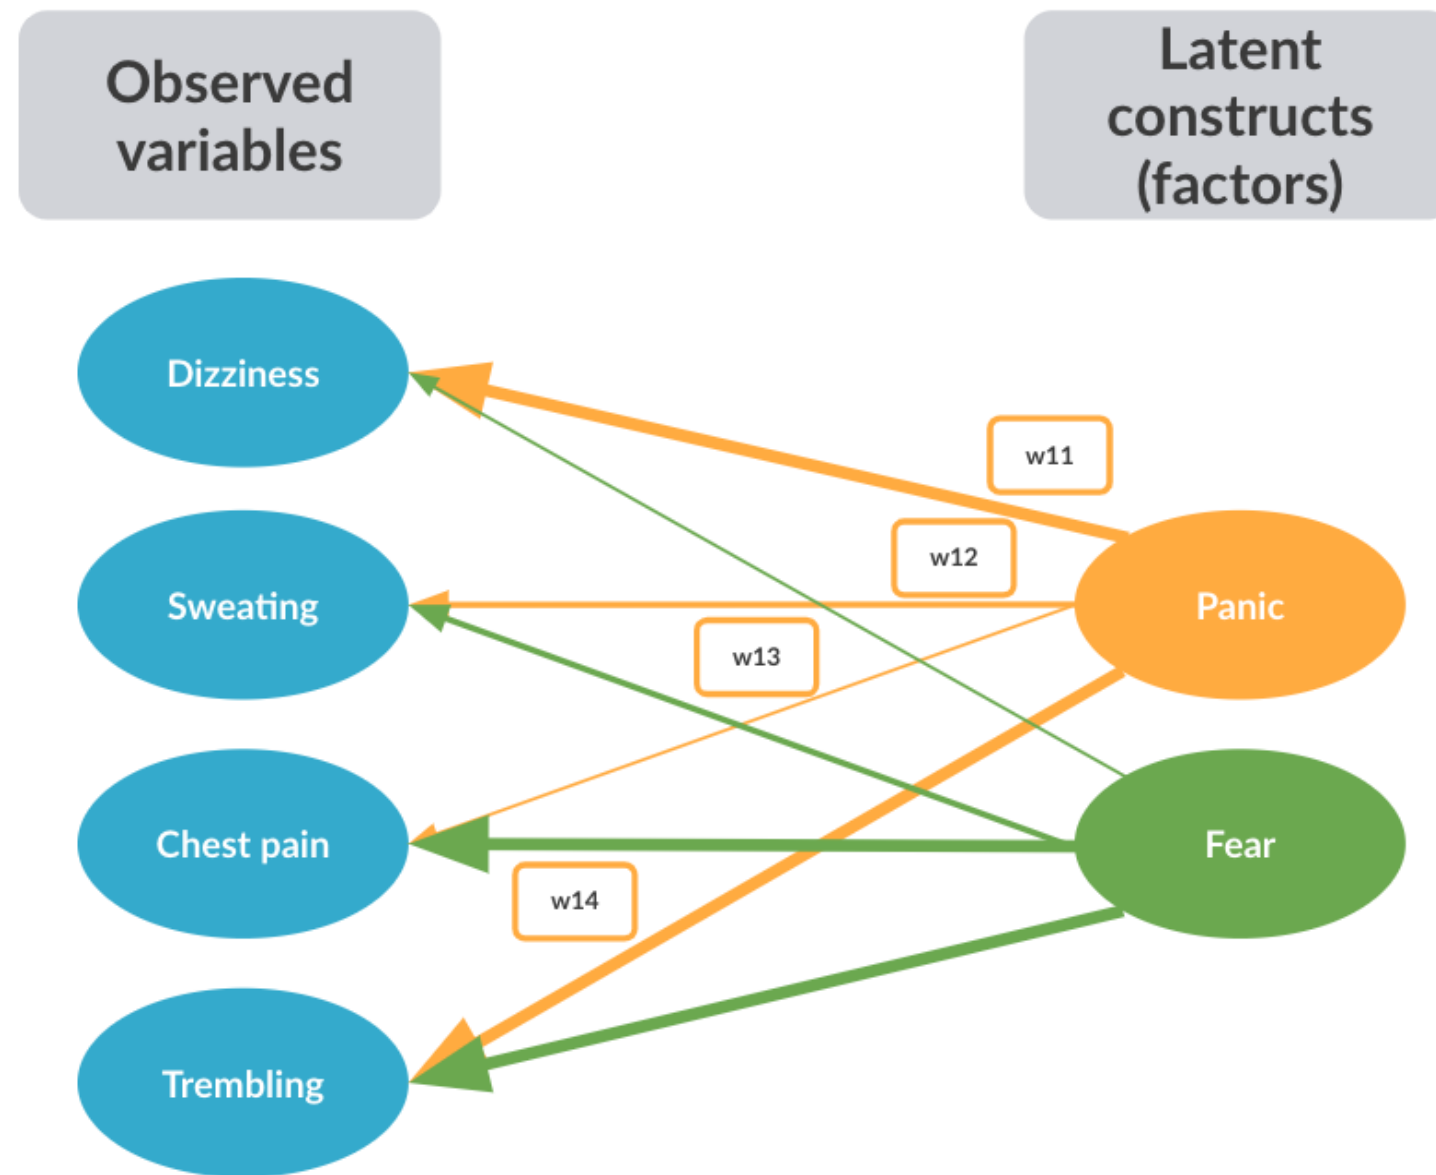 Observed
variables
Latent
constructs
(factors)
Dizziness
w11
w12
Sweating
Panic
w13
Chest pain
Fear
w14
Trembling